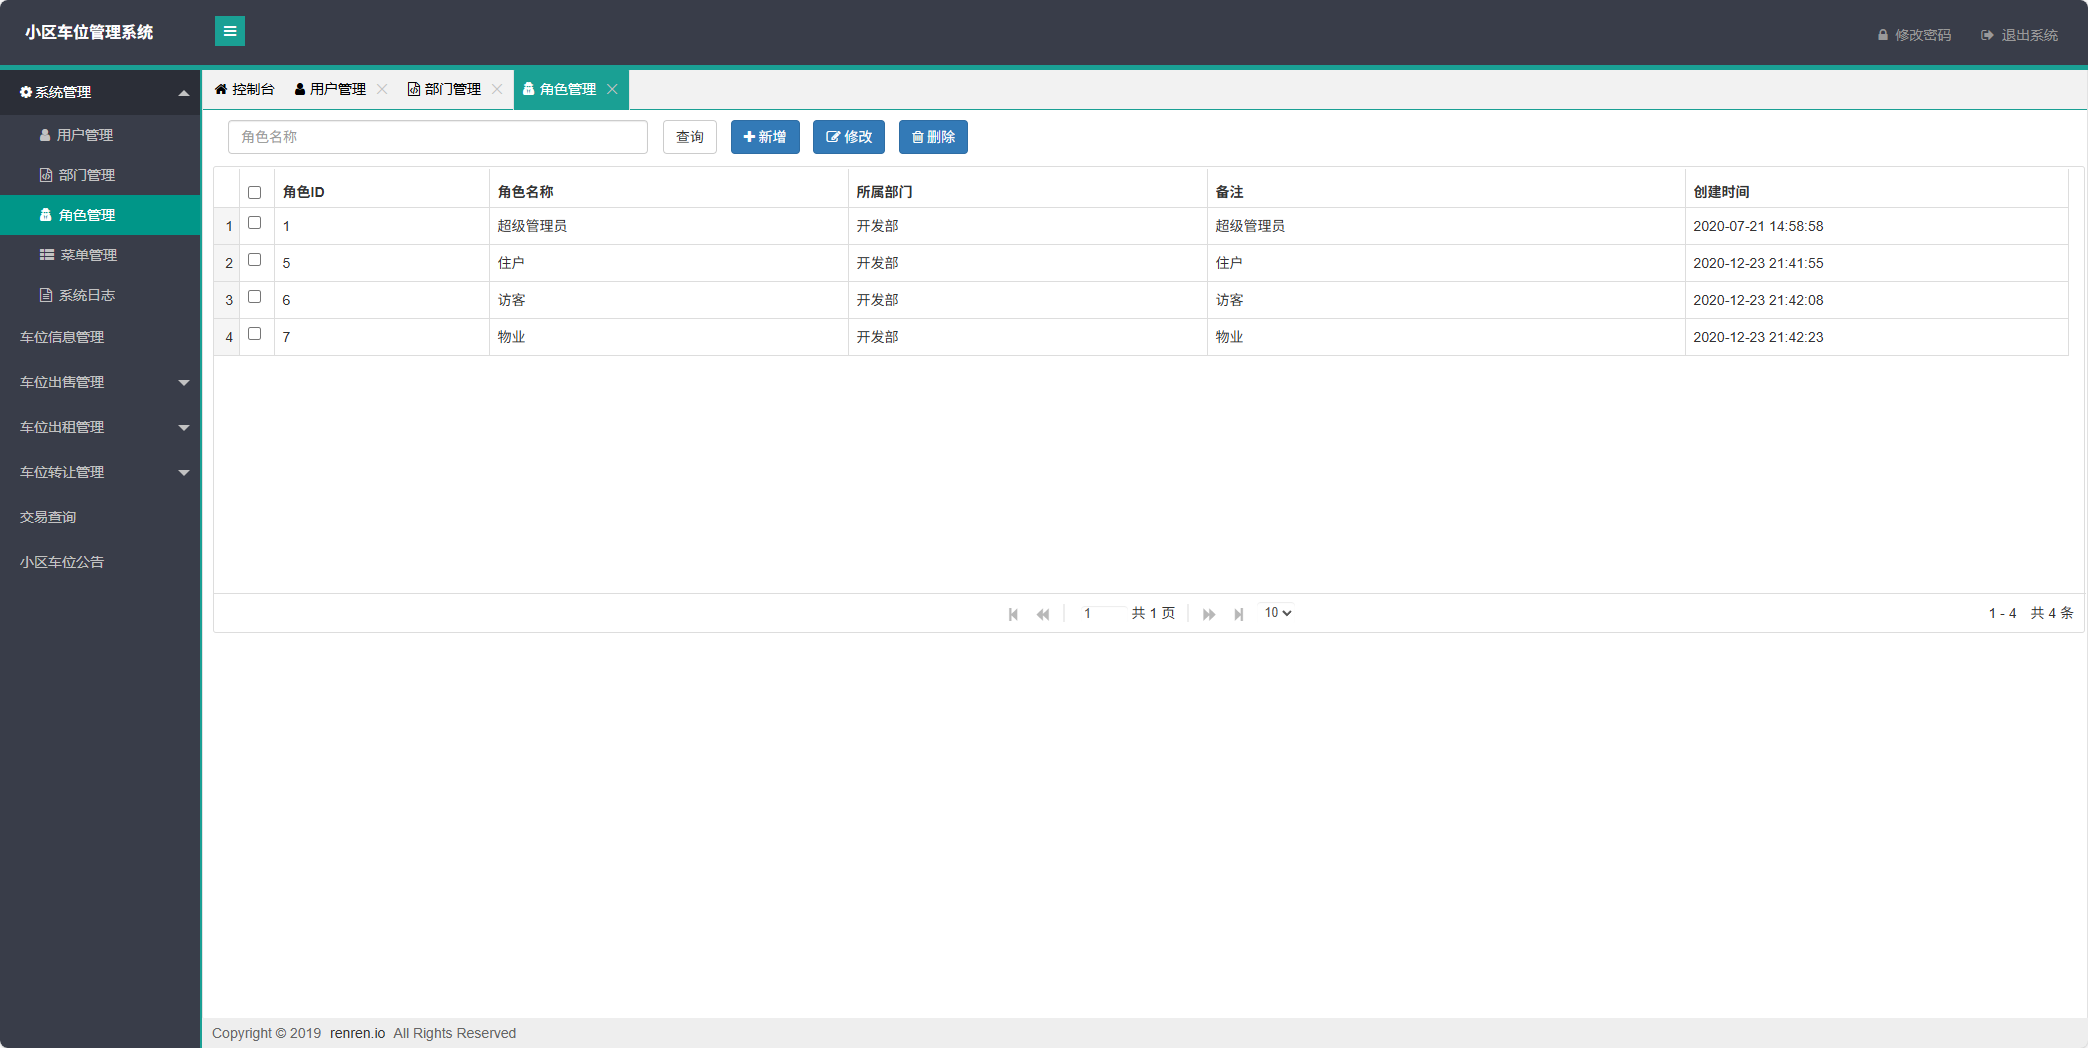 小区车位管理系统
修改密码 退出系统
系统管理
用户管理
部门管理
角色管理
菜单管理
系统日志
车位信息管理
车位出售管理
车位出租管理
车位转让管理
交易查询
小区车位公告
控制台 用户管理 部门管理 角色管理
角色名称 查询 新增 修改 删除
角色ID 角色名称 所属部门 备注 创建时间
1 1 超级管理员 开发部 超级管理员 2020-07-21 14:58:58
2 5 住户 开发部 住户 2020-12-23 21:41:55
3 6 访客 开发部 访客 2020-12-23 21:42:08
4 7 物业 开发部 物业 2020-12-23 21:42:23
1 共 1 页 10 1 - 4 共 4 条
Copyright © 2019 renren.io All Rights Reserved